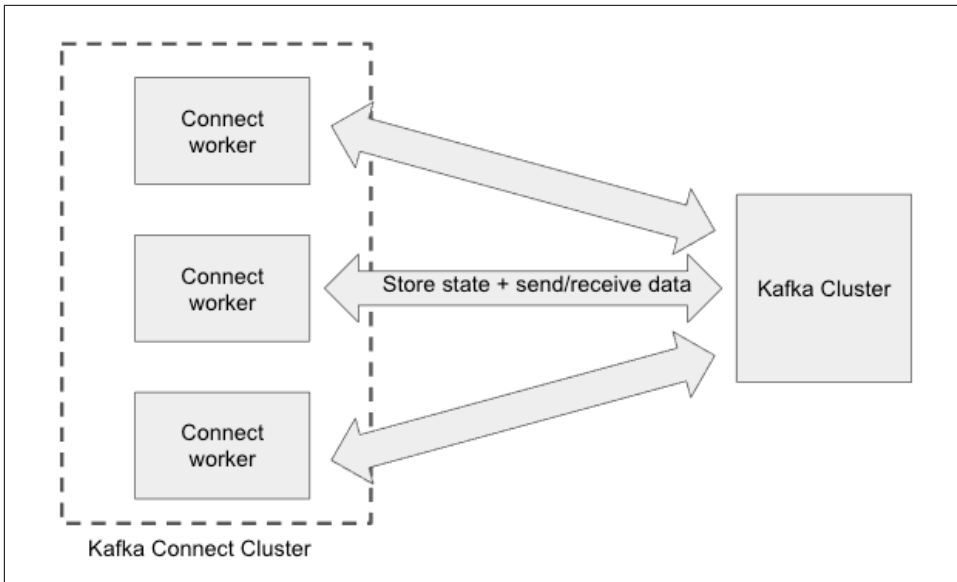 Connect
worker
Connect
worker
Store state + send/receive data
Kafka Cluster
Connect
worker
Kafka Connect Cluster